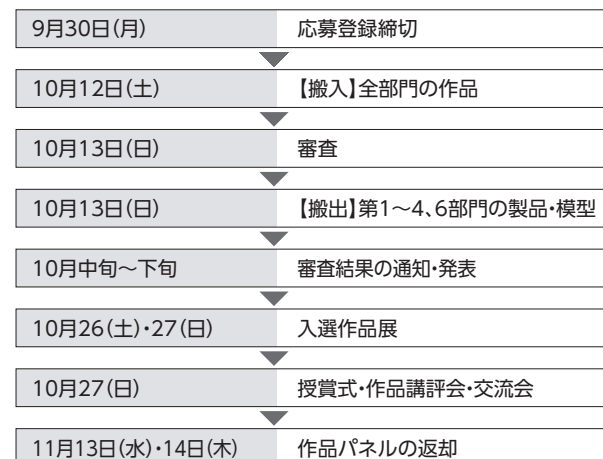 9月30日(月) 応募登録締切
10月12日(土) 【搬入】全部門の作品
10月13日(日) 審査
10月13日(日) 【搬出】第1～4、6部門の製品・模型
10月中旬～下旬 審査結果の通知・発表
10月26(土)・27(日) 入選作品展
10月27(日) 授賞式・作品講評会・交流会
11月13日(水)・14日(木) 作品パネルの返却